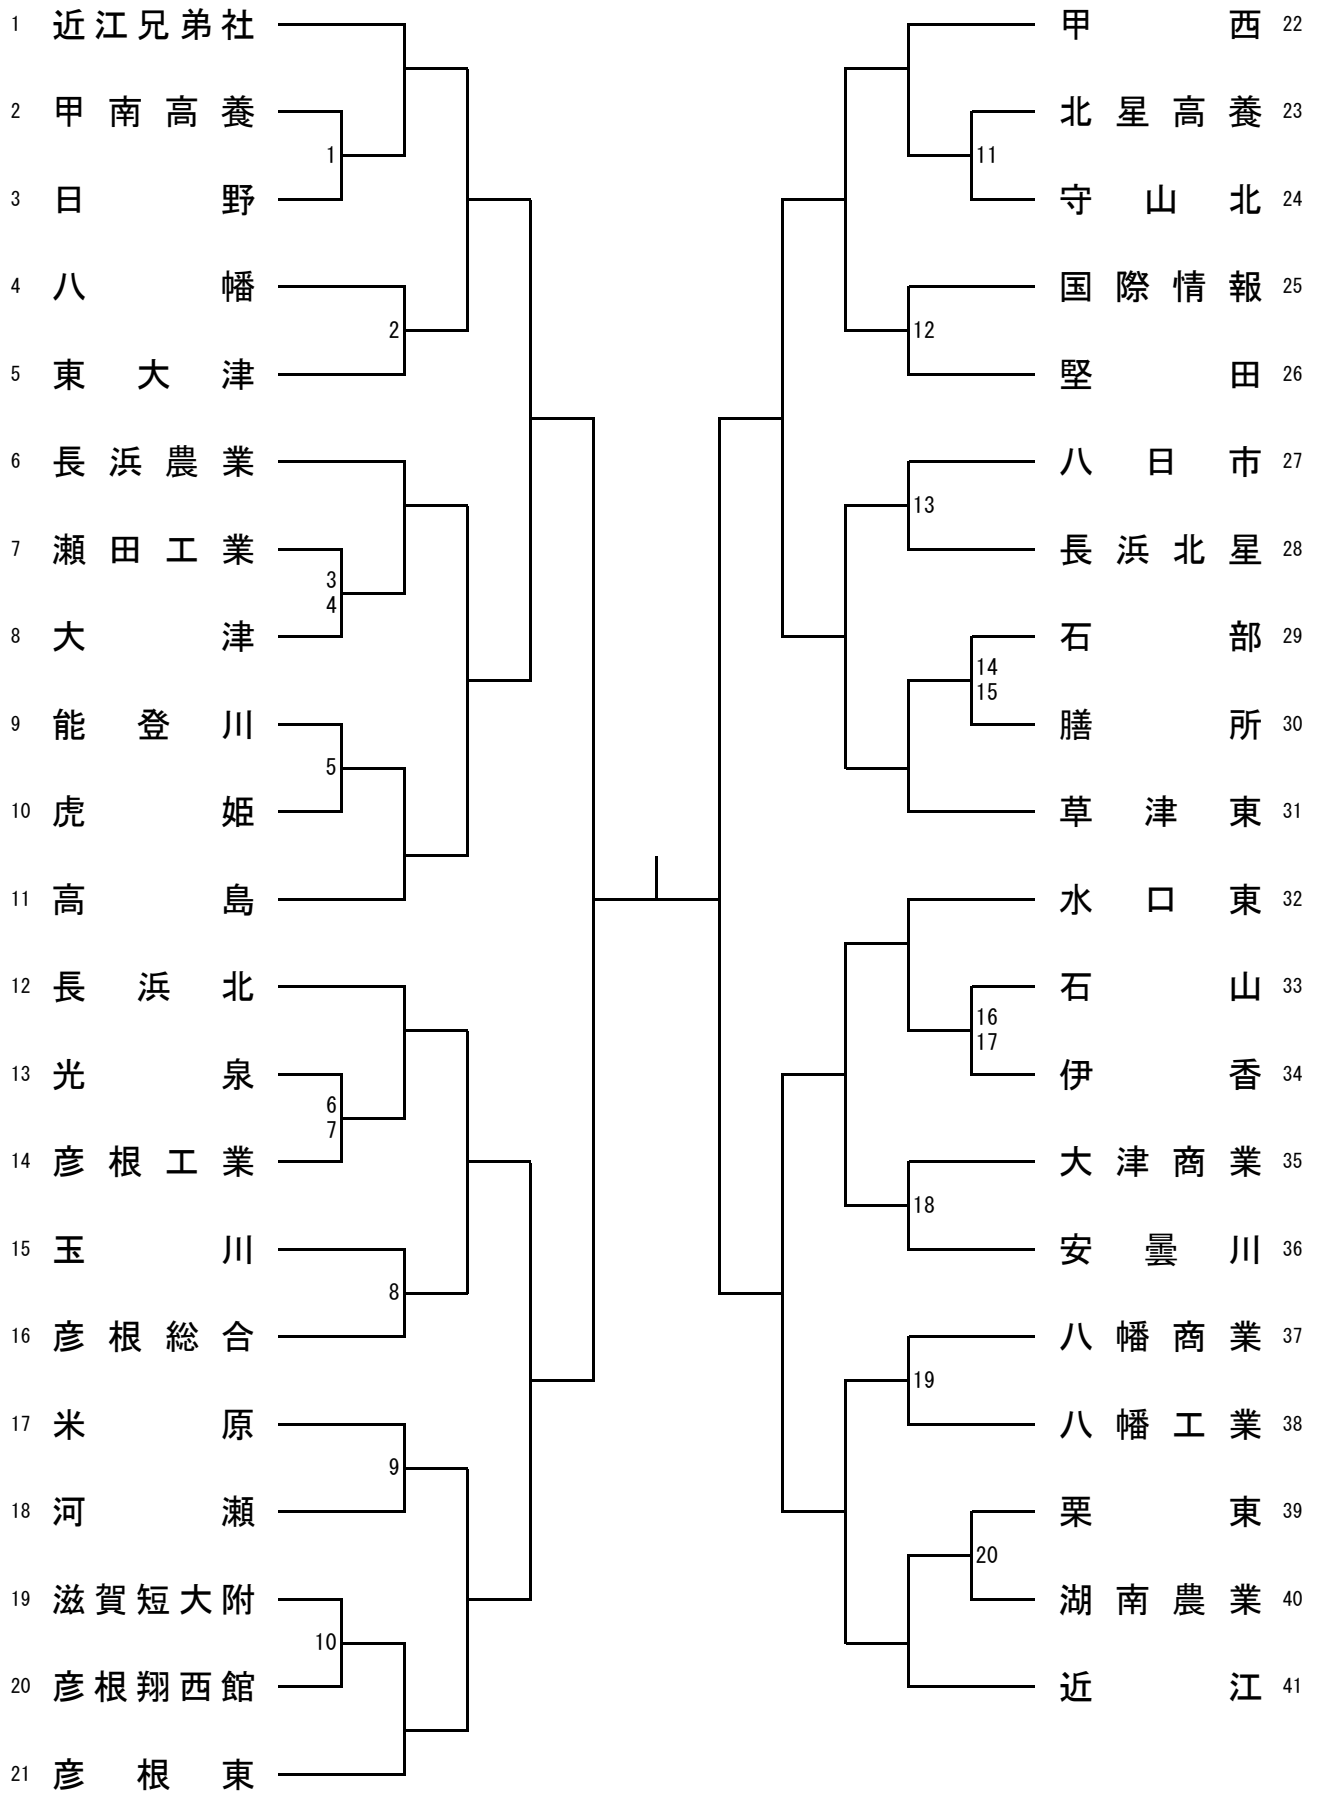 1 近江兄弟社
2 甲南高養
1
3 日野
4 八幡
2
5 東大津
6 長浜農業
7 瀬田工業
3
4
8 大津
9 能登川
5
10 虎姫
11 高島
12 長浜北
13 光泉
6
7
14 彦根工業
15 玉川
8
16 彦根総合
17 米原
9
18 河瀬
19 滋賀短大附
10
20 彦根翔西館
21 彦根東
甲西 22
北星高養 23
11
守山北 24
国際情報 25
12
堅田 26
八日市 27
13
長浜北星 28
石部 29
14
15
膳所 30
草津東 31
水口東 32
石山 33
16
17
伊香 34
大津商業 35
18
安曇川 36
八幡商業 37
19
八幡工業 38
栗東 39
20
湖南農業 40
近江 41